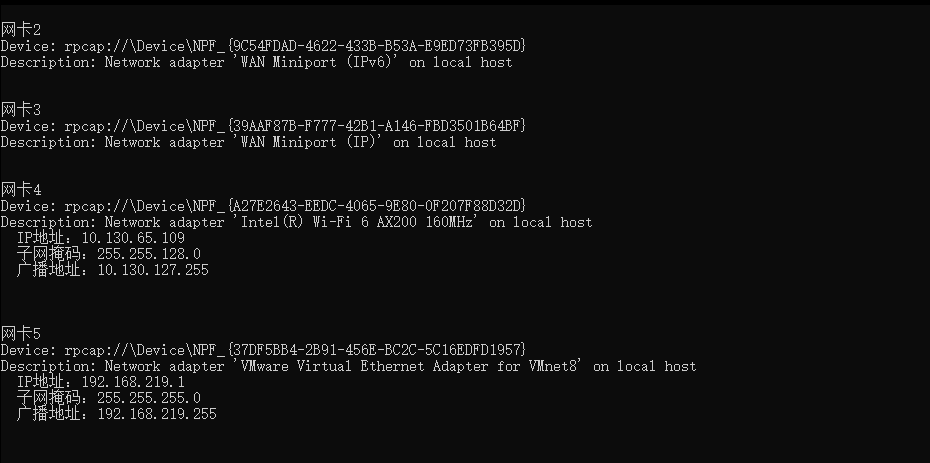 网卡2
Device: rpcap://\Device\NPF_{9C54FDAD-4622-433B-B53A-E9ED73FB395D}
Description: Network adapter 'WAN Miniport (IPv6)' on local host
网卡3
Device: rpcap://\Device\NPF_{39AAF87B-F777-42B1-A146-FBD3501B64BF}
Description: Network adapter 'WAN Miniport (IP)' on local host
网卡4
Device: rpcap://\Device\NPF_{A27E2643-EEDC-4065-9E80-0F207F88D32D}
Description: Network adapter 'Intel(R) Wi-Fi 6 AX200 160MHz' on local host
IP地址: 10.130.65.109
子网掩码: 255.255.128.0
广播地址: 10.130.127.255
网卡5
Device: rpcap://\Device\NPF_{37DF5BB4-2B91-456E-BC2C-5C16EDFD1957}
Description: Network adapter 'VMware Virtual Ethernet Adapter for VMnet8' on local host
IP地址: 192.168.219.1
子网掩码: 255.255.255.0
广播地址: 192.168.219.255